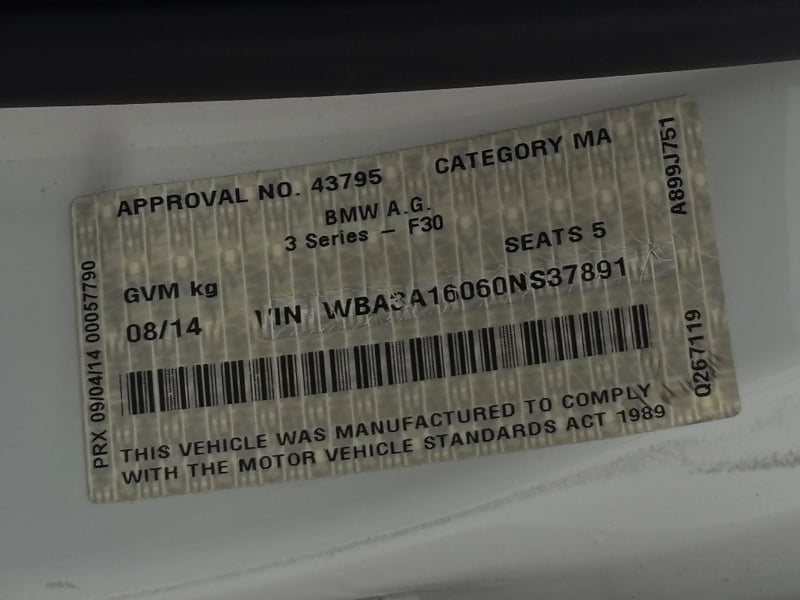 APPROVAL NO. 43795
CATEGORY MA
BMW A.G.
3 Series – F30
SEATS 5
GVM kg
08/14
VIN WBA3A16060NS37891
THIS VEHICLE WAS MANUFACTURED TO COMPLY
WITH THE MOTOR VEHICLE STANDARDS ACT 1989
PRX 09/04/14 00057790
A899J751
Q267119